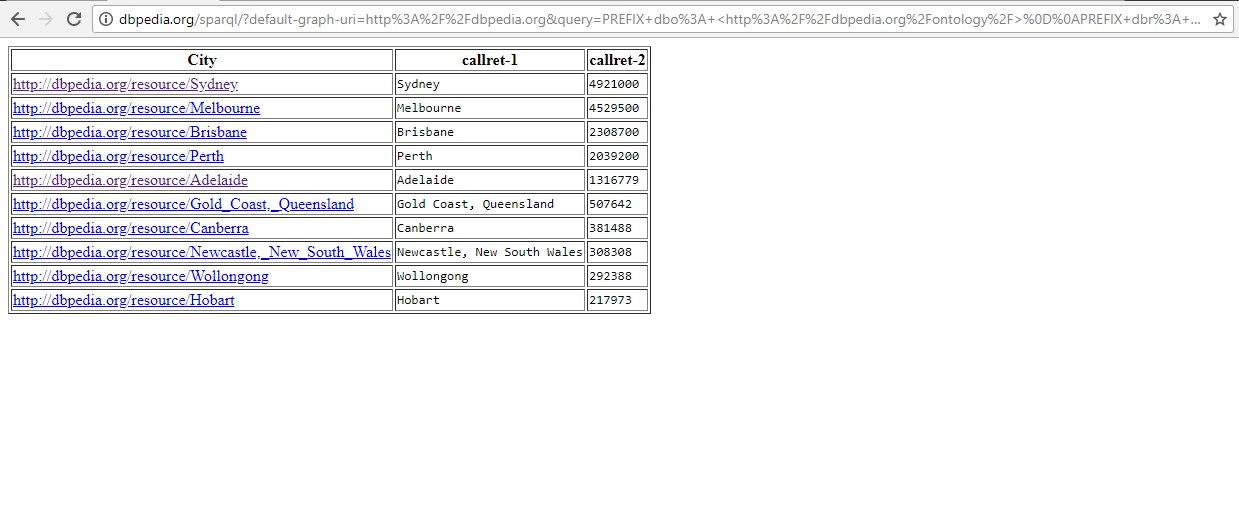 dbpedia.org/sparql/?default-graph-uri=http%3A%2F%2Fdbpedia.org&query=PREFIX+dbo%3A+<http%3A%2F%2Fdbpedia.org%2Fontology%2F>%0D%0APREFIX+dbr%3A+...
City callret-1 callret-2
http://dbpedia.org/resource/Sydney Sydney 4921000
http://dbpedia.org/resource/Melbourne Melbourne 4529500
http://dbpedia.org/resource/Brisbane Brisbane 2308700
http://dbpedia.org/resource/Perth Perth 2039200
http://dbpedia.org/resource/Adelaide Adelaide 1316779
http://dbpedia.org/resource/Gold_Coast,_Queensland Gold Coast, Queensland 507642
http://dbpedia.org/resource/Canberra Canberra 381488
http://dbpedia.org/resource/Newcastle,_New_South_Wales Newcastle, New South Wales 308308
http://dbpedia.org/resource/Wollongong Wollongong 292388
http://dbpedia.org/resource/Hobart Hobart 217973